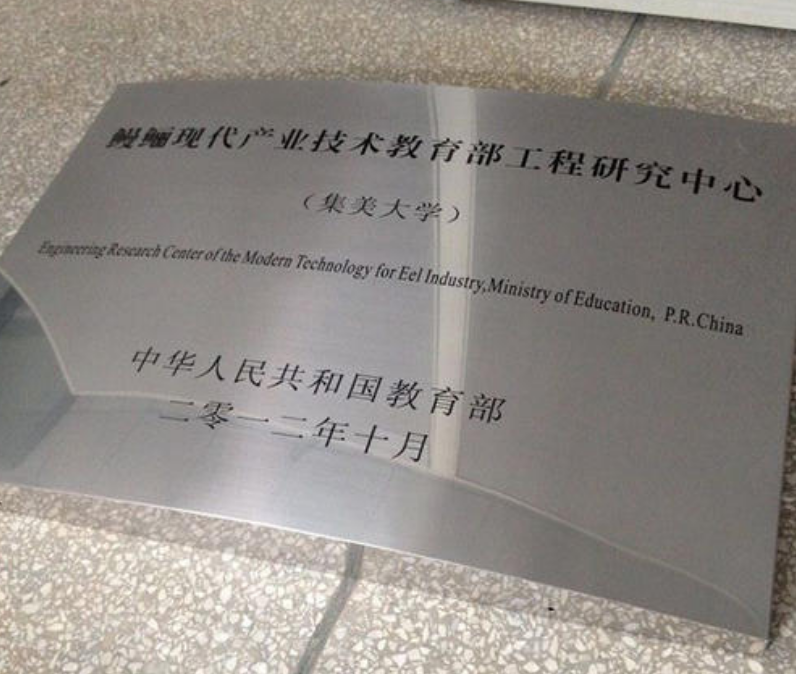 鳗鲡现代产业技术教育部工程研究中心
（集美大学）
Engineering Research Center of the Modern Technology for Eel Industry,Ministry of Education, P.R.China
中华人民共和国教育部
二零一二年十月